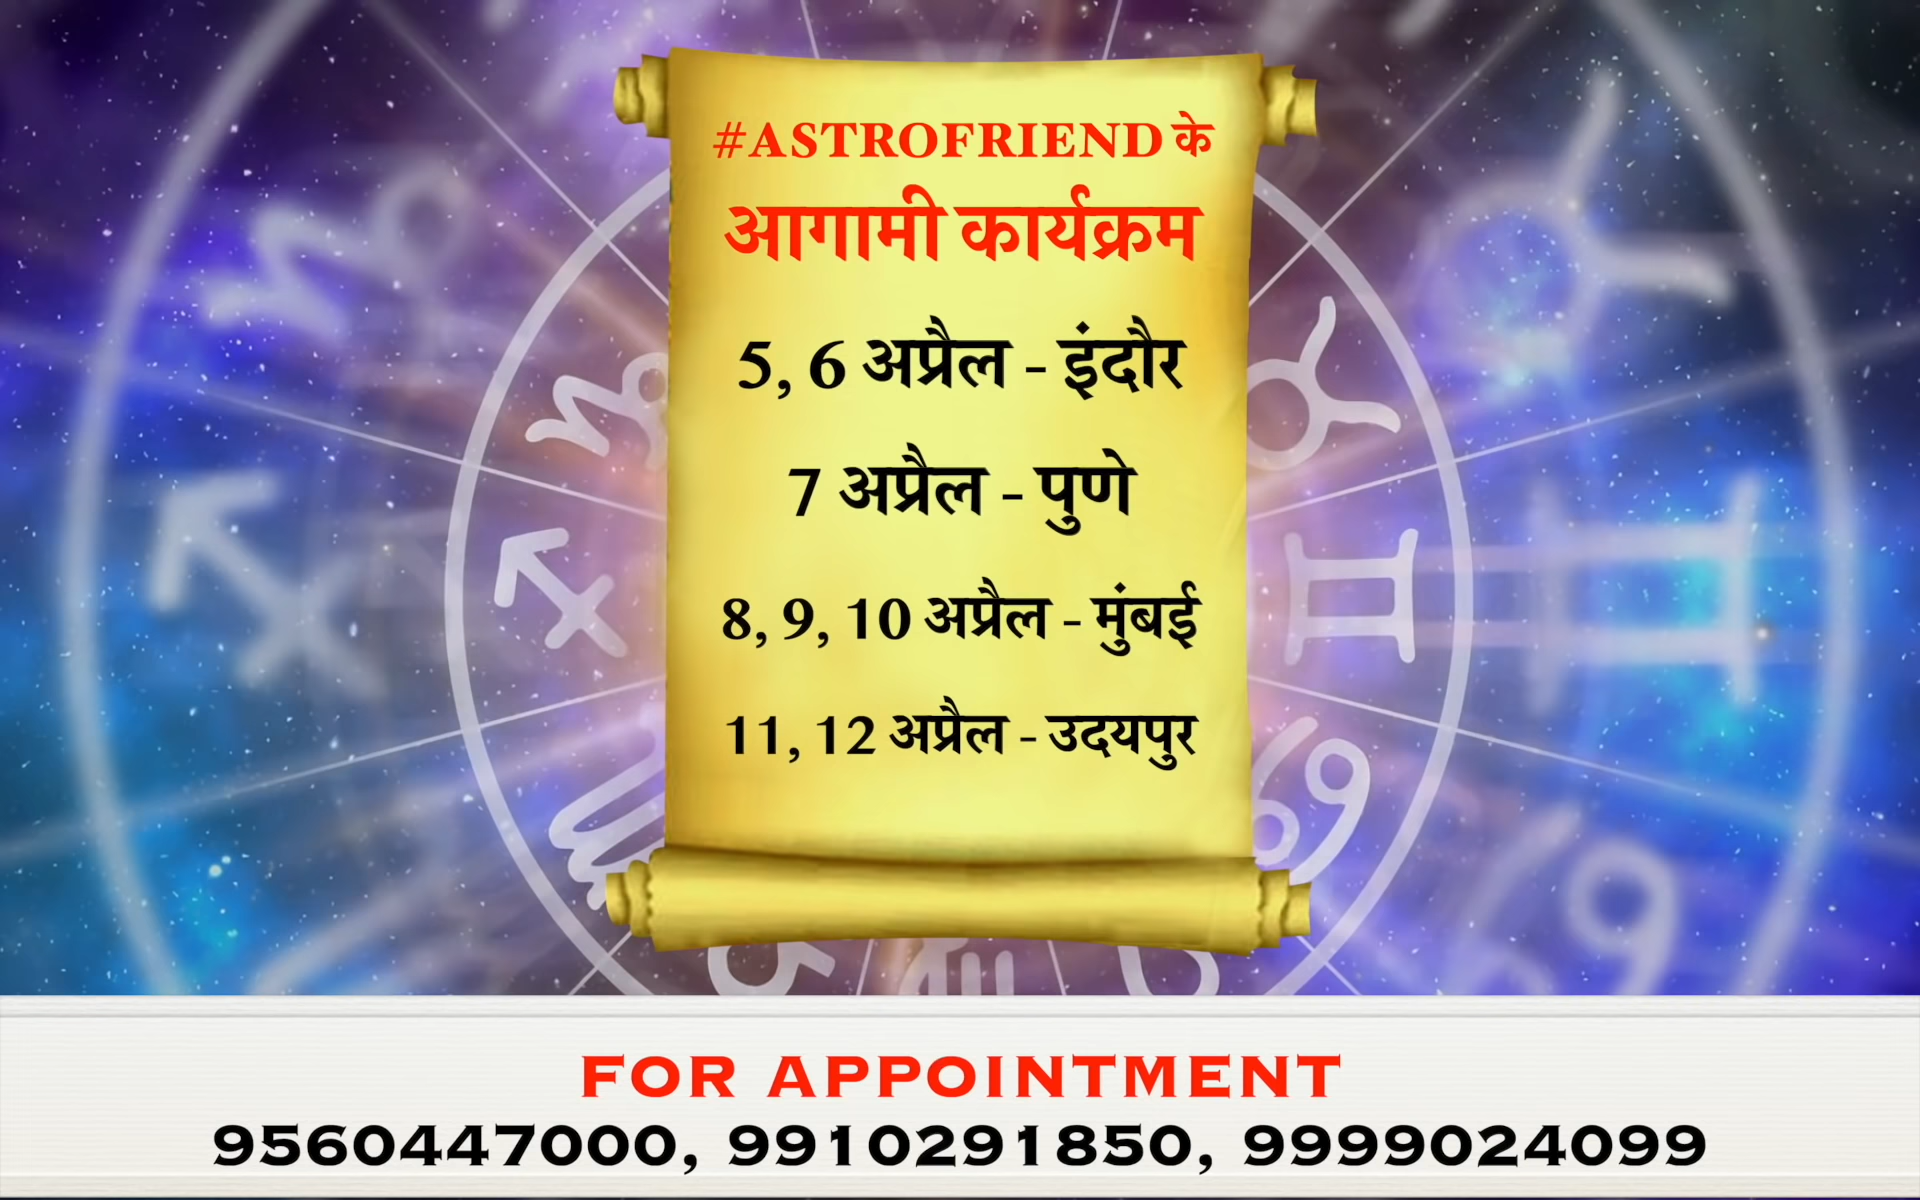 #ASTROFRIEND के
आगामी कार्यक्रम
5, 6 अप्रैल - इंदौर
7 अप्रैल - पुणे
8, 9, 10 अप्रैल - मुंबई
11, 12 अप्रैल - उदयपुर
FOR APPOINTMENT
9560447000, 9910291850, 9999024099